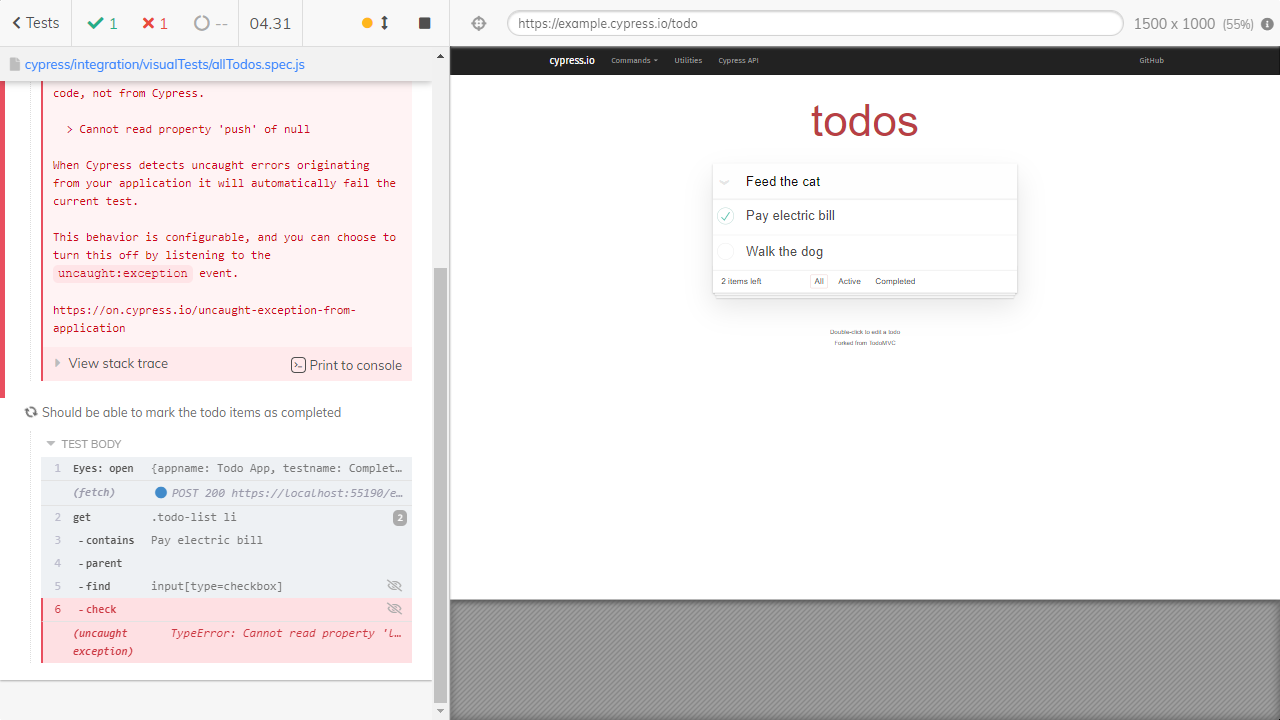 Tests
1
1
--
04.31
https://example.cypress.io/todo
1500 x 1000 (55%)
cypress/integration/visualTests/allTodos.spec.js
code, not from Cypress.
> Cannot read property 'push' of null
When Cypress detects uncaught errors originating
from your application it will automatically fail the
current test.
This behavior is configurable, and you can choose to
turn this off by listening to the
uncaught:exception event.
https://on.cypress.io/uncaught-exception-from-
application
View stack trace
Print to console
Should be able to mark the todo items as completed
TEST BODY
1 Eyes: open {appname: Todo App, testname: Complet…
(fetch) POST 200 https://localhost:55190/e…
2 get .todo-list li 2
3 -contains Pay electric bill
4 -parent
5 -find input[type=checkbox]
6 -check
(uncaught TypeError: Cannot read property 'l…
exception)
cypress.io Commands Utilities Cypress API GitHub
todos
Feed the cat
Pay electric bill
Walk the dog
2 items left All Active Completed
Double-click to edit a todo
Forked from TodoMVC